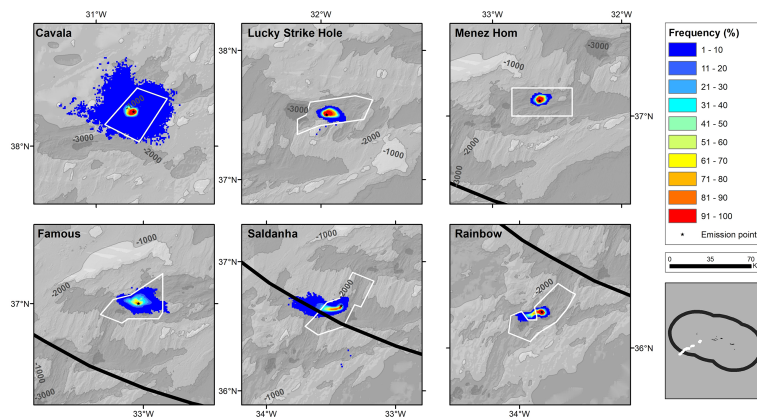 31°W
32°W
33°W
32°W
Cavala
Lucky Strike Hole
Menez Hom
38°N
-3000
-2000
38°N
-3000
-2000
-1000
37°N
-3000
-2000
37°N
Frequency (%)
1 - 10
11 - 20
21 - 30
31 - 40
41 - 50
51 - 60
61 - 70
71 - 80
81 - 90
91 - 100
Emission point
0 35 70
Famous
Saldanha
Rainbow
-1000
-2000
-2000
-3000
37°N
33°W
-1000
-2000
-1000
37°N
36°N
34°W
33°W
-2000
36°N
34°W